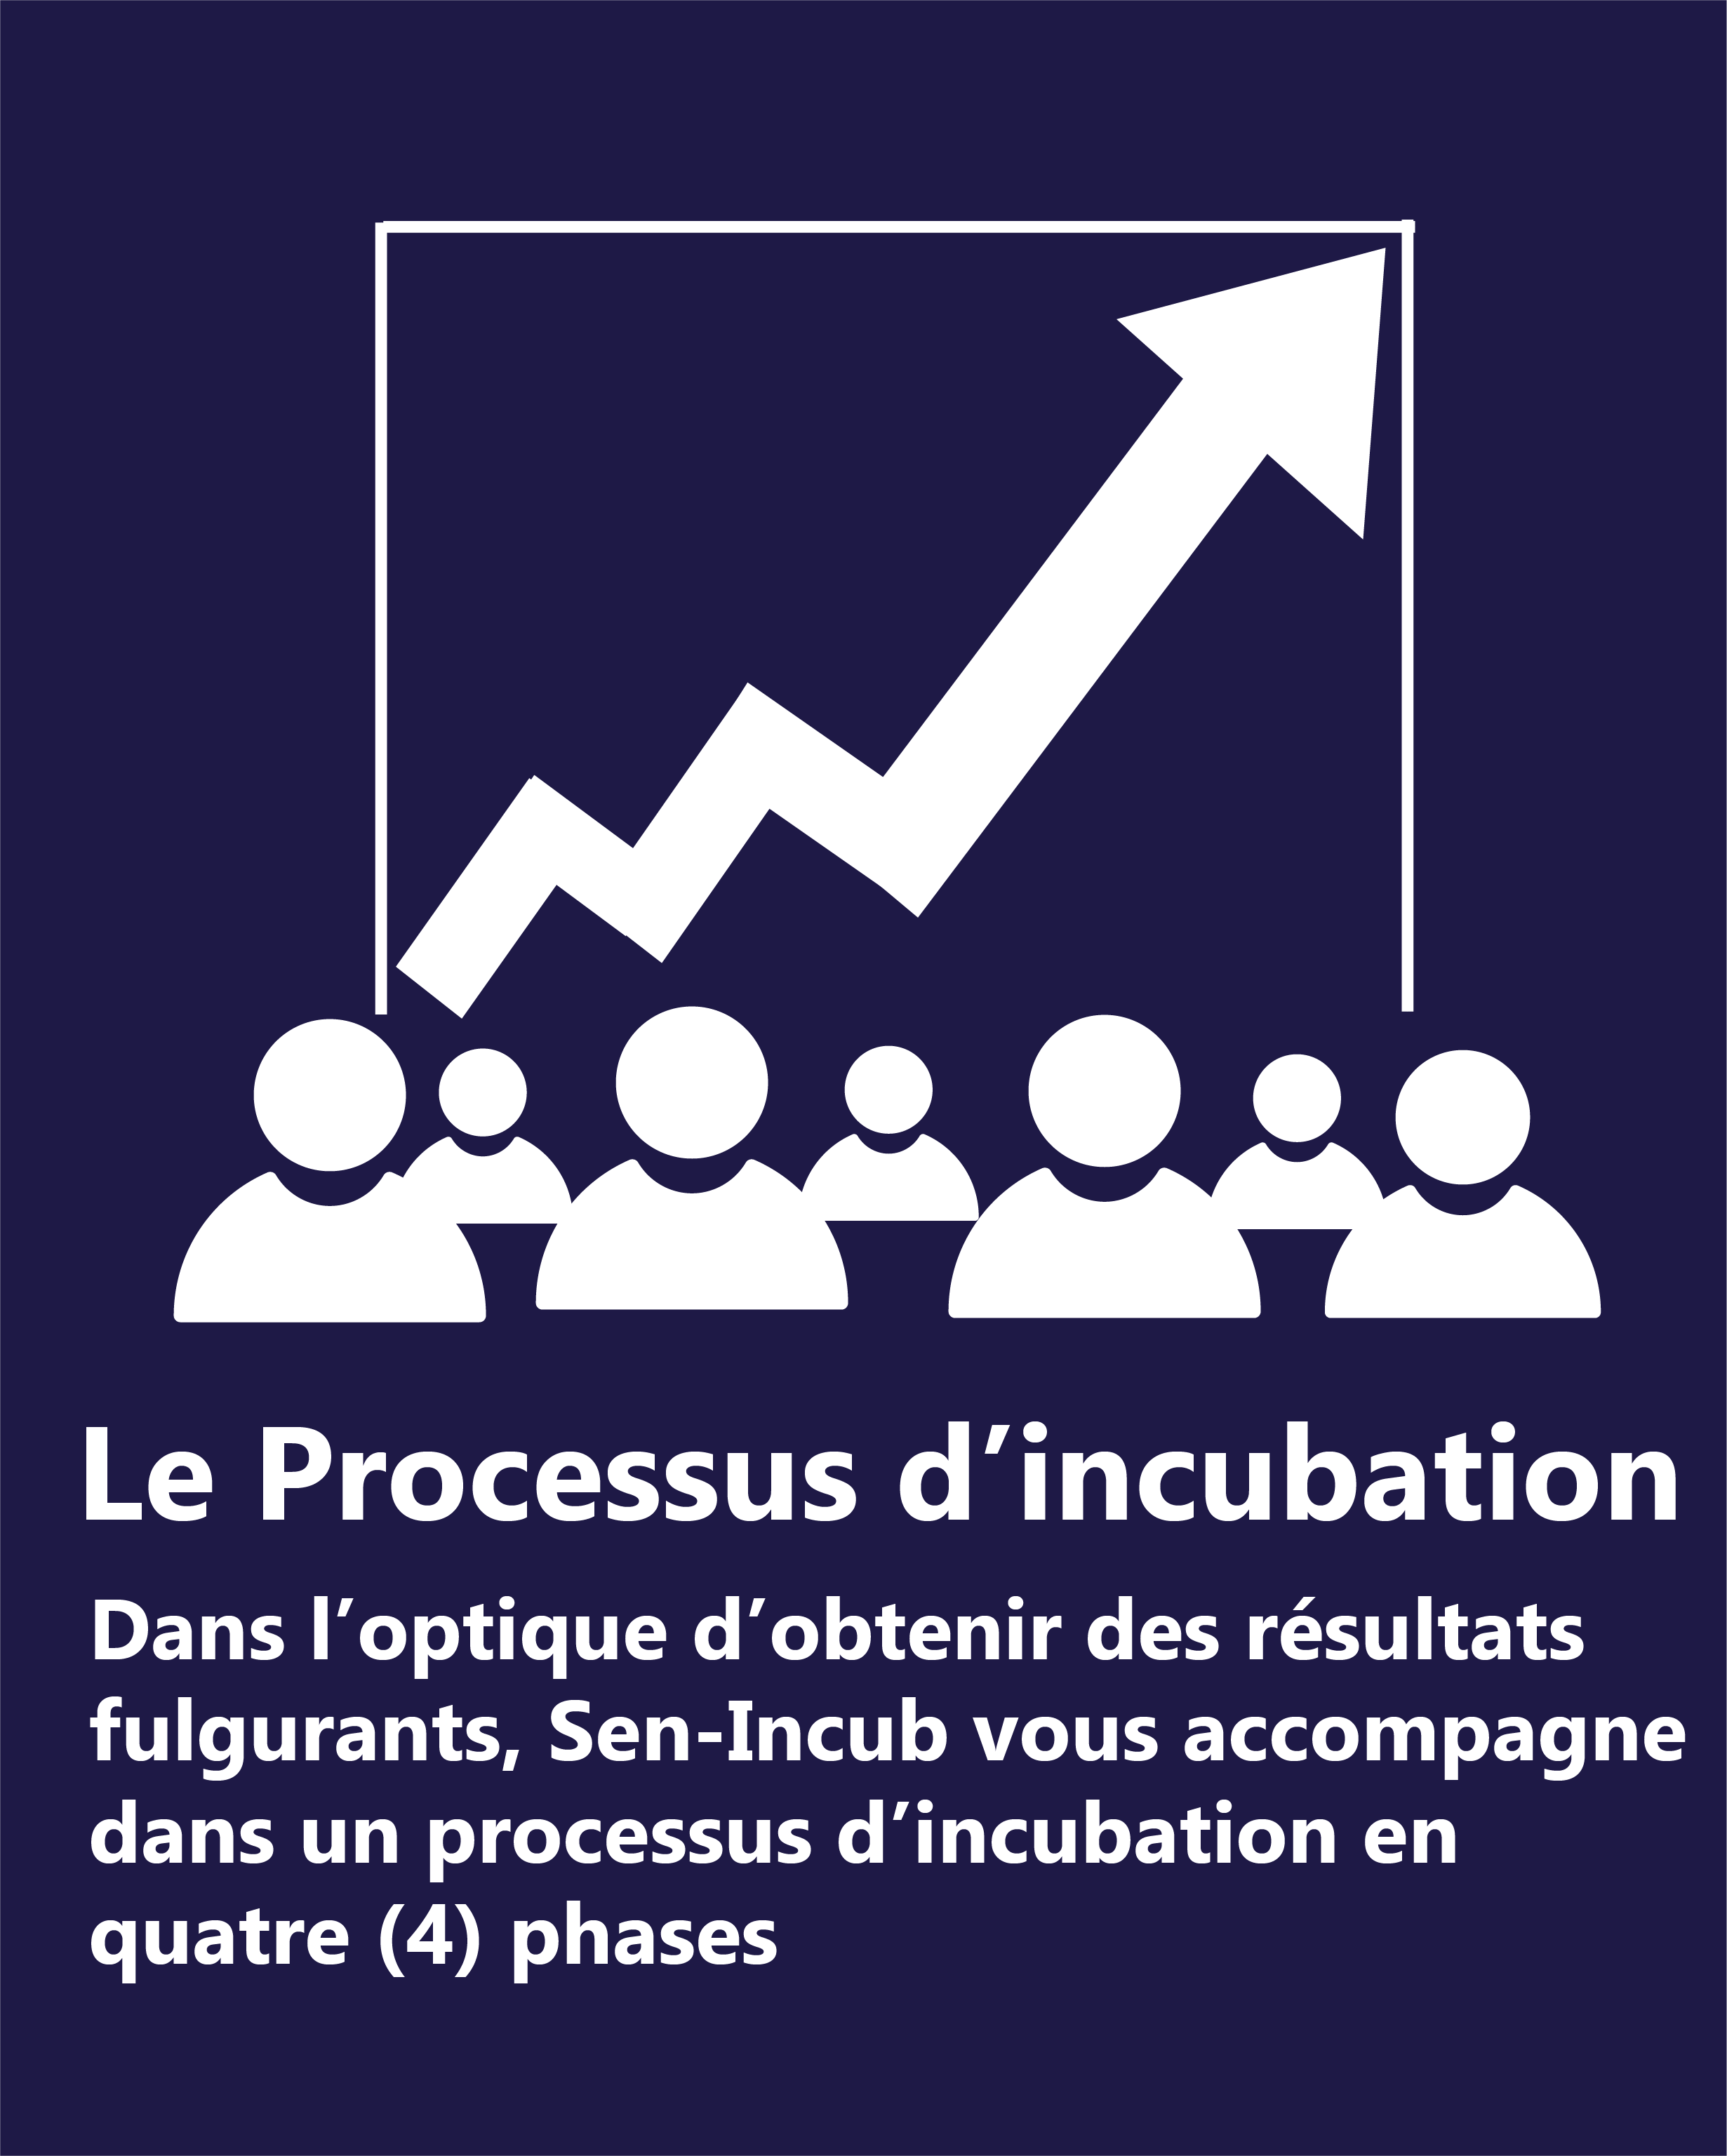 Le Processus d'incubation
Dans l'optique d'obtenir des résultats
fulgurants, Sen-Incub vous accompagne
dans un processus d'incubation en
quatre (4) phases